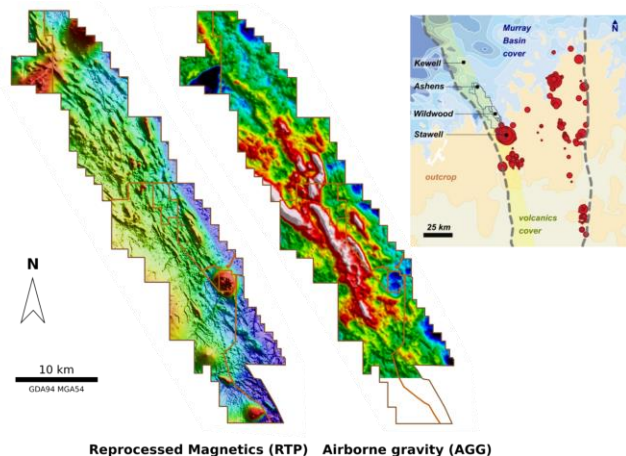 Murray
Basin
cover
N
Kewell
Ashens
Wildwood
Stawell
outcrop
volcanics
cover
25 km
N
10 km
GDA94 MGA54
Reprocessed Magnetics (RTP) Airborne gravity (AGG)